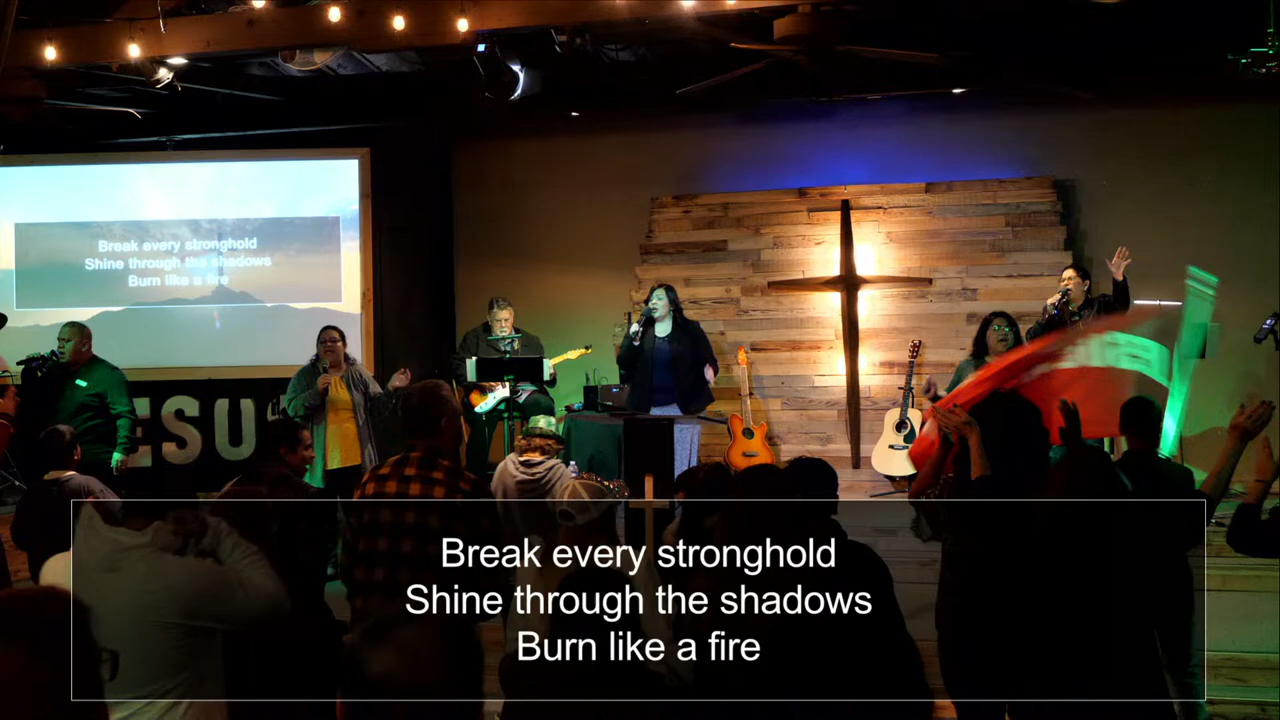 Break every stronghold
Shine through the shadows
Burn like a fire
ESU
Break every stronghold
Shine through the shadows
Burn like a fire